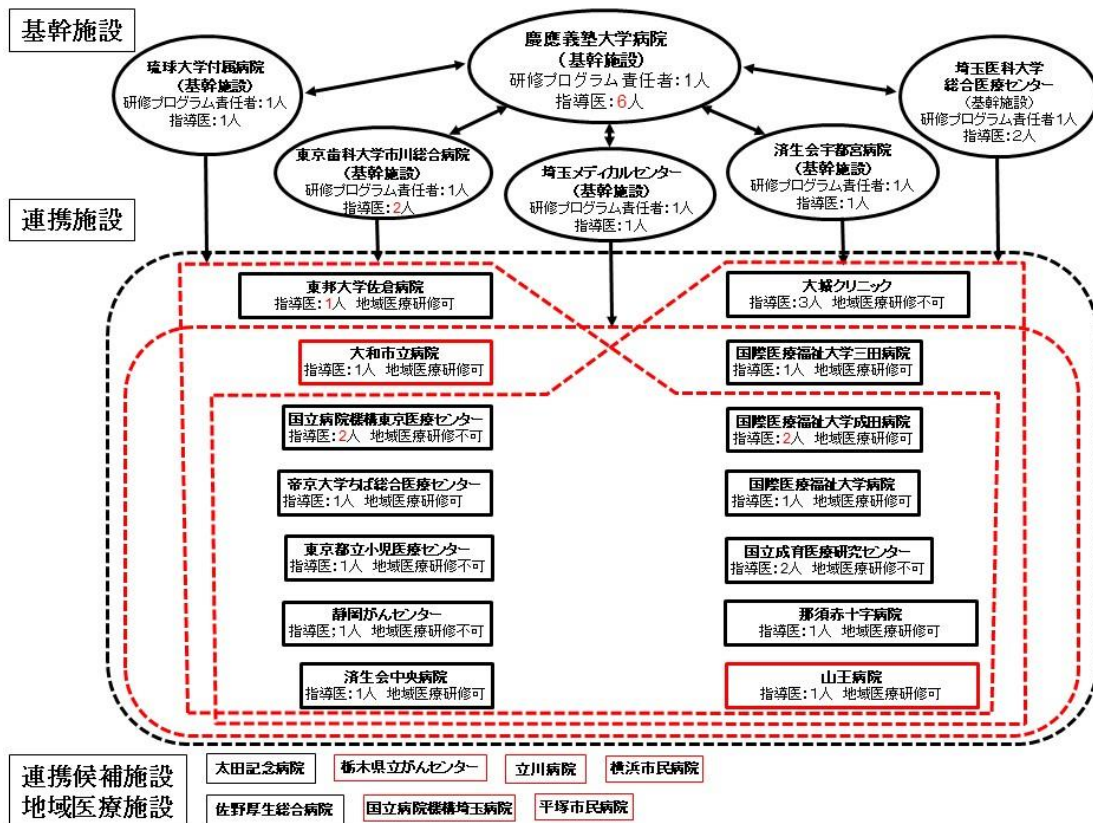 基幹施設
慶應義塾大学病院
(基幹施設)
研修プログラム責任者:1人
指導医:6人
琉球大学付属病院
(基幹施設)
研修プログラム責任者:1人
指導医:1人
埼玉医科大学
総合医療センター
(基幹施設)
研修プログラム責任者1人
指導医:2人
東京歯科大学市川総合病院
(基幹施設)
研修プログラム責任者:1人
指導医:2人
埼玉メディカルセンター
(基幹施設)
研修プログラム責任者:1人
指導医:1人
済生会宇都宮病院
(基幹施設)
研修プログラム責任者:1人
指導医:1人
連携施設
東邦大学佐倉病院
指導医:1人 地域医療研修可
大城クリニック
指導医:3人 地域医療研修不可
大和市立病院
指導医:1人 地域医療研修可
国際医療福祉大学三田病院
指導医:1人 地域医療研修可
国立病院機構東京医療センター
指導医:2人 地域医療研修不可
国際医療福祉大学成田病院
指導医:2人 地域医療研修可
帝京大学ちば総合医療センター
指導医:1人 地域医療研修可
国際医療福祉大学病院
指導医:1人 地域医療研修可
東京都立小児医療センター
指導医:1人 地域医療研修不可
国立成育医療研究センター
指導医:2人 地域医療研修不可
静岡がんセンター
指導医;1人 地域医療研修不可
那須赤十字病院
指導医:1人 地域医療研修可
済生会中央病院
指導医:1人 地域医療研修可
山王病院
指導医:1人 地域医療研修可
連携候補施設
地域医療施設
太田記念病院
栃木県立がんセンター
立川病院
横浜市民病院
佐野厚生総合病院
国立病院機構埼玉病院
平塚市民病院